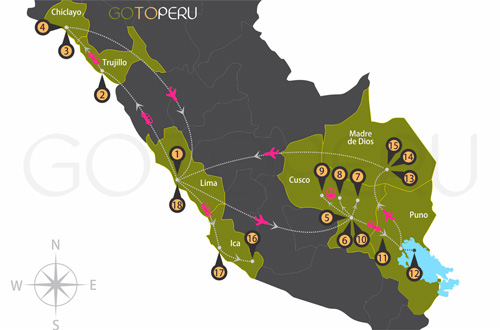 Chiclayo
GOTOPERU
4
3
Trujillo
2
Madre
de Dios
15
14
13
1
9
8
7
Cusco
Lima
18
5
Puno
6
10
11
12
Ica
16
17
N
W
E
S
GOTOPERU